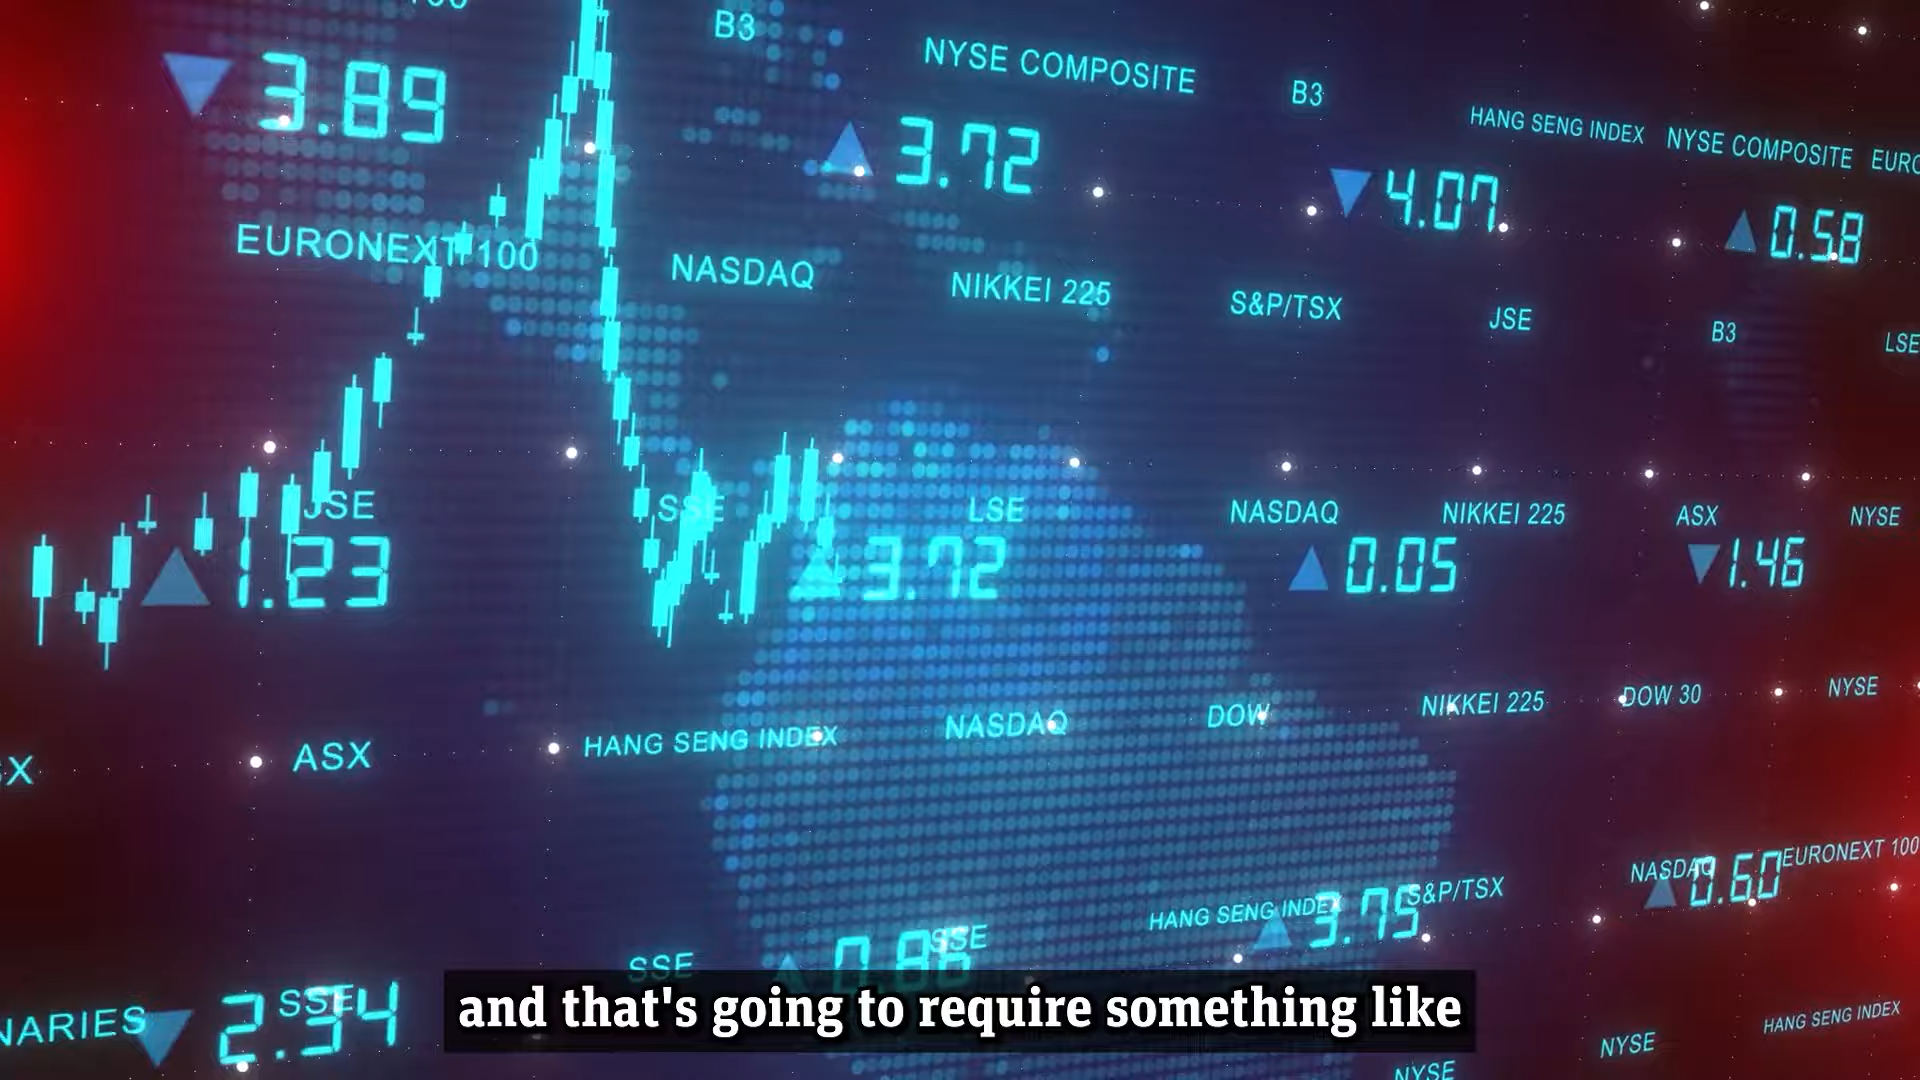 B3
NYSE COMPOSITE
B3
3.89
3.72
HANG SENG INDEX
NYSE COMPOSITE
4.07
0.58
EURONEXT 100
NASDAQ
NIKKEI 225
S&P/TSX
JSE
B3
LSE
JSE
SSE
LSE
NASDAQ
NIKKEI 225
ASX
NYSE
1.23
3.72
0.05
1.46
ASX
HANG SENG INDEX
NASDAQ
DOW
NIKKEI 225
DOW 30
NYSE
NASDAQ
0.60
EURONEXT 100
HANG SENG INDEX
3.75
S&P/TSX
SSE
0.86
SSE
SSE
2.34
and that's going to require something like
NYSE
HANG SENG INDEX
NYSE